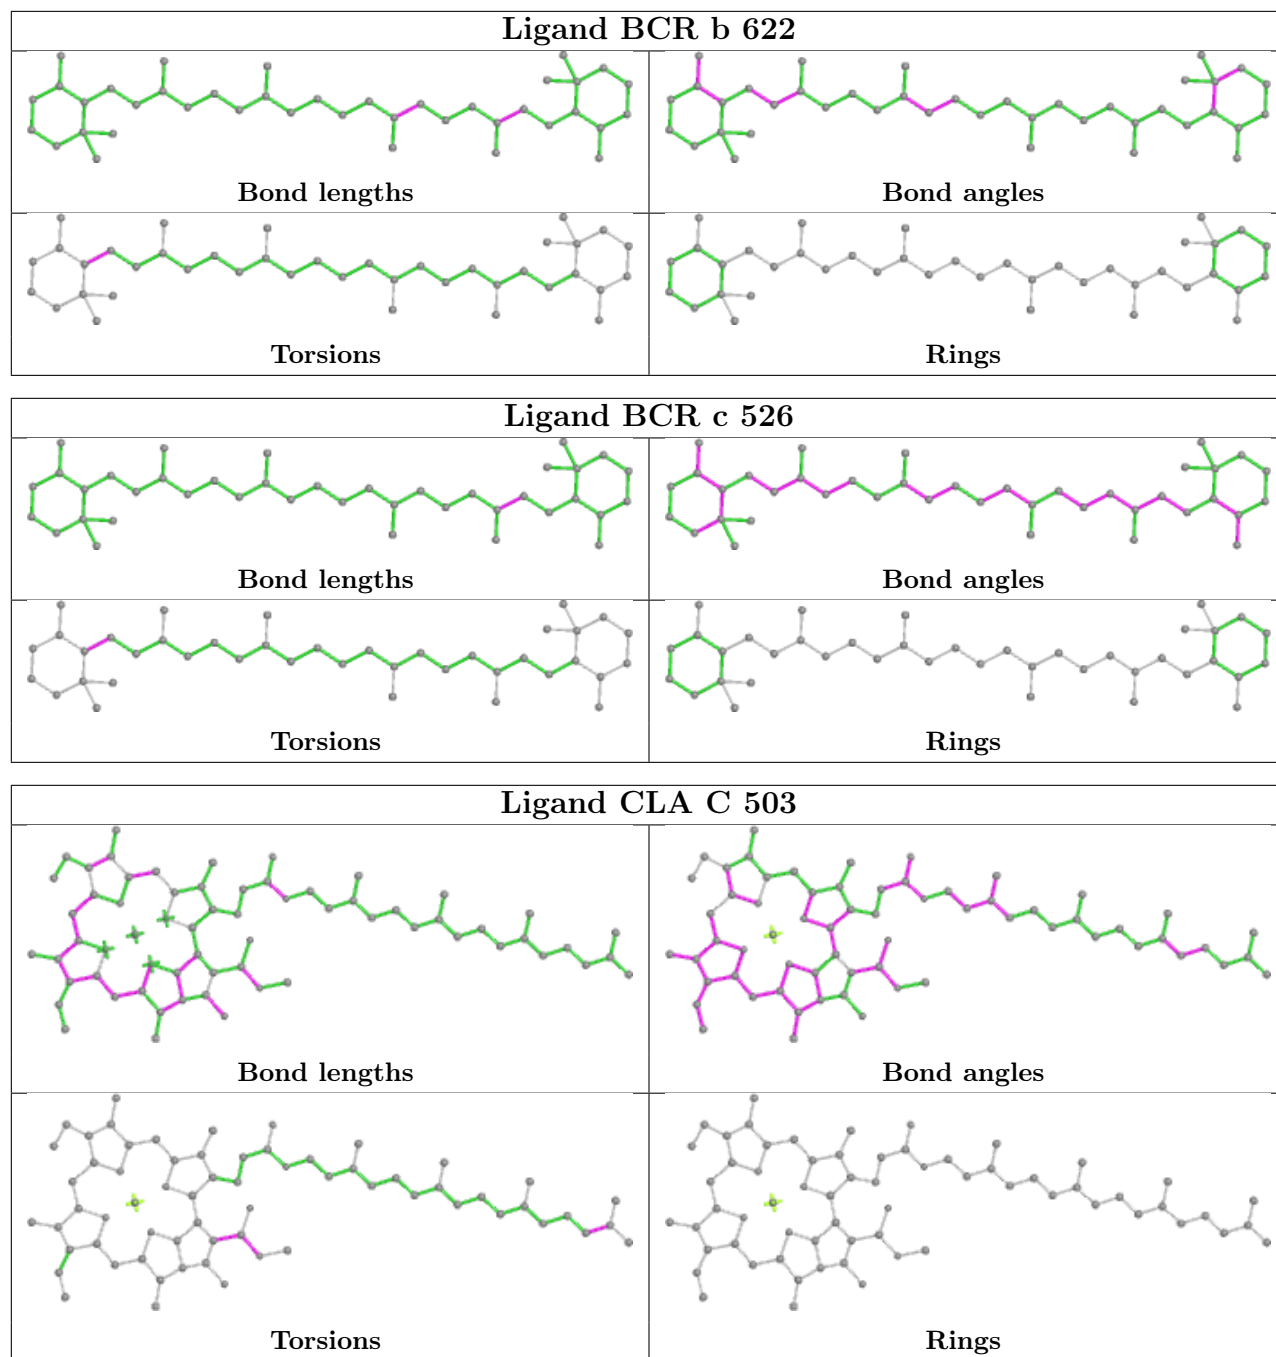 Ligand BCR b 622
Bond lengths
Bond angles
Torsions
Rings
Ligand BCR c 526
Bond lengths
Bond angles
Torsions
Rings
Ligand CLA C 503
Bond lengths
Bond angles
Torsions
Rings